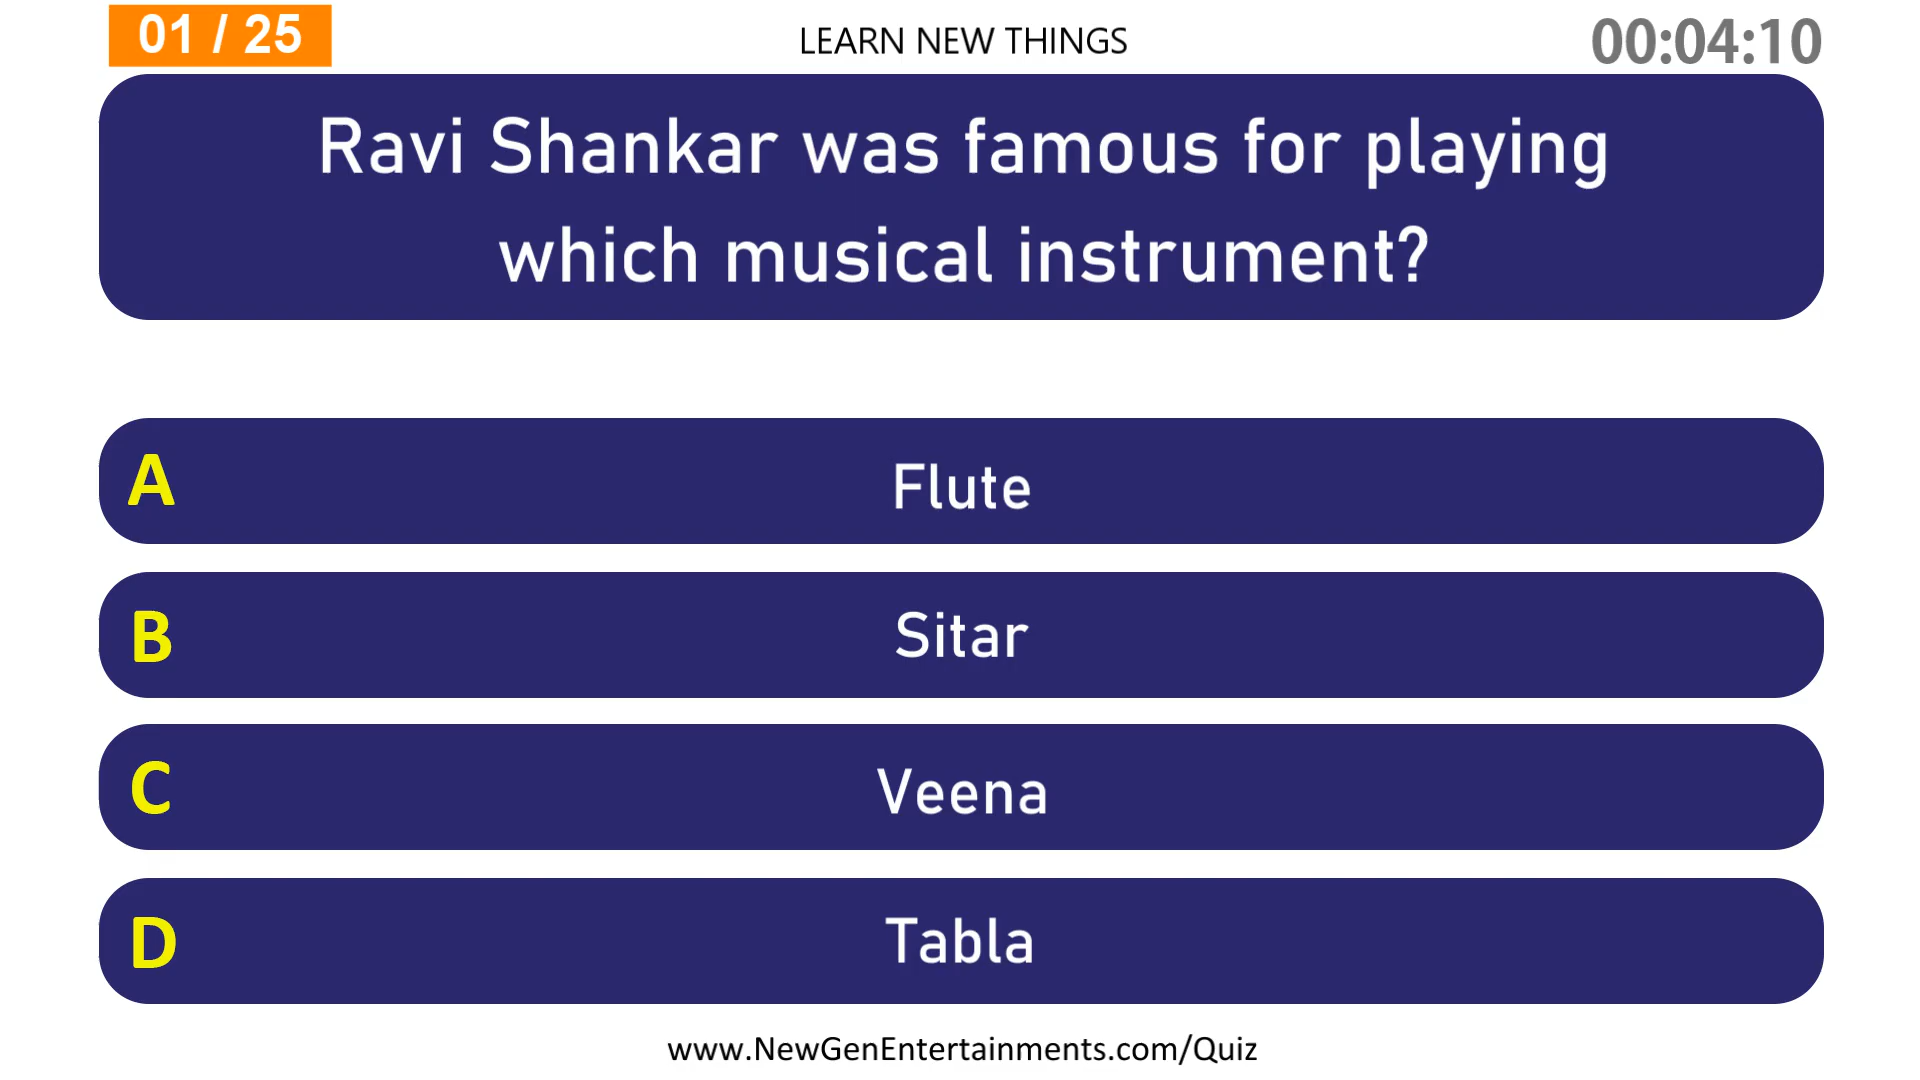 01 / 25
LEARN NEW THINGS
00:04:10
Ravi Shankar was famous for playing
which musical instrument?
A
Flute
B
Sitar
C
Veena
D
Tabla
www.NewGenEntertainments.com/Quiz